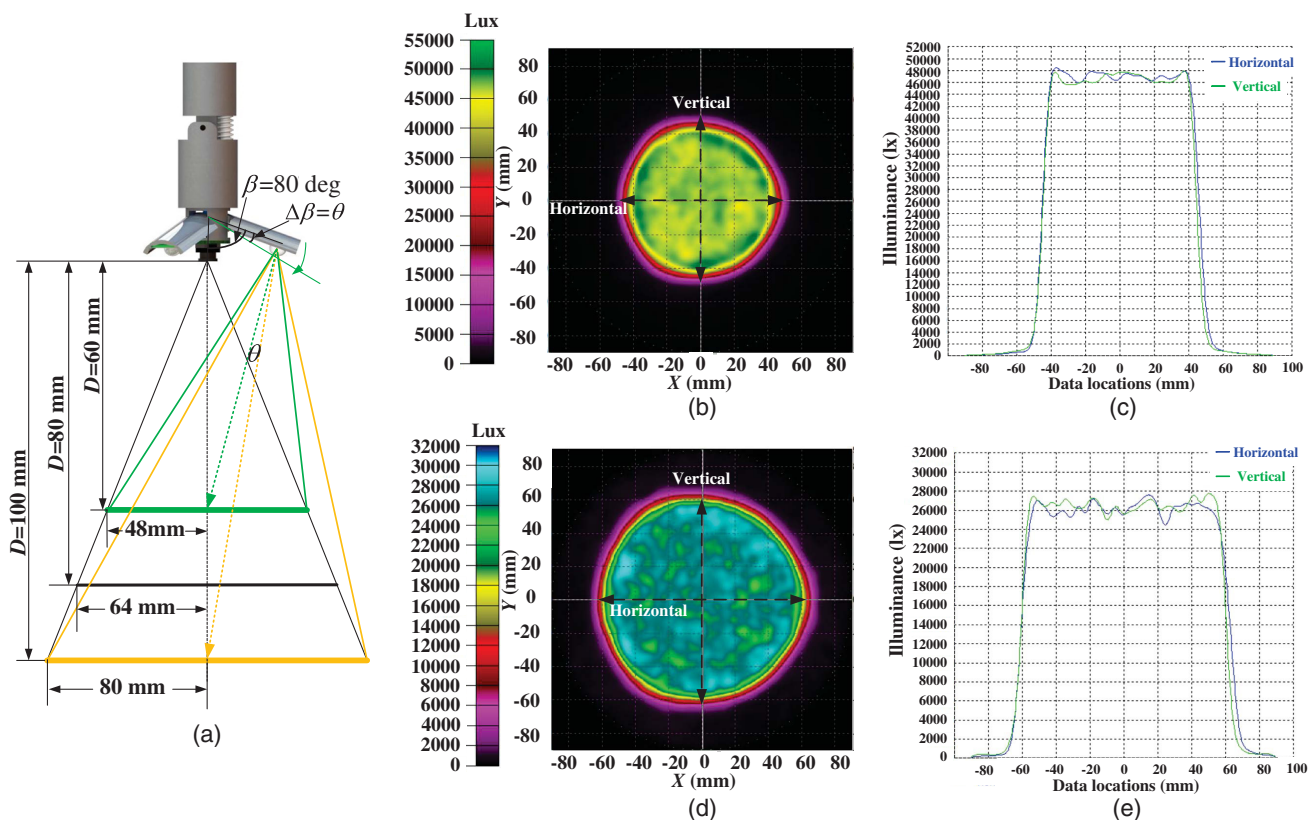 β=80 deg
Δβ=θ
θ
D=60 mm
D=80 mm
D=100 mm
48mm
64 mm
80 mm
(a)
Lux
55000
50000
45000
40000
35000
30000
25000
20000
15000
10000
5000
0
Y (mm)
80
60
40
20
0
-20
-40
-60
-80
Vertical
Horizontal
-80 -60 -40 -20 0 20 40 60 80
X (mm)
(b)
Illuminance (lx)
52000
50000
48000
46000
44000
42000
40000
38000
36000
34000
32000
30000
28000
26000
24000
22000
20000
18000
16000
14000
12000
10000
8000
6000
4000
2000
0
Horizontal
Vertical
-80 -60 -40 -20 0 20 40 60 80 100
Data locations (mm)
(c)
Lux
32000
30000
28000
26000
24000
22000
20000
18000
16000
14000
12000
10000
8000
6000
4000
2000
0
Y (mm)
80
60
40
20
0
-20
-40
-60
-80
Vertical
Horizontal
-80 -60 -40 -20 0 20 40 60 80
X (mm)
(d)
Illuminance (lx)
32000
30000
28000
26000
24000
22000
20000
18000
16000
14000
12000
10000
8000
6000
4000
2000
0
Horizontal
Vertical
-80 -60 -40 -20 0 20 40 60 80 100
Data locations (mm)
(e)